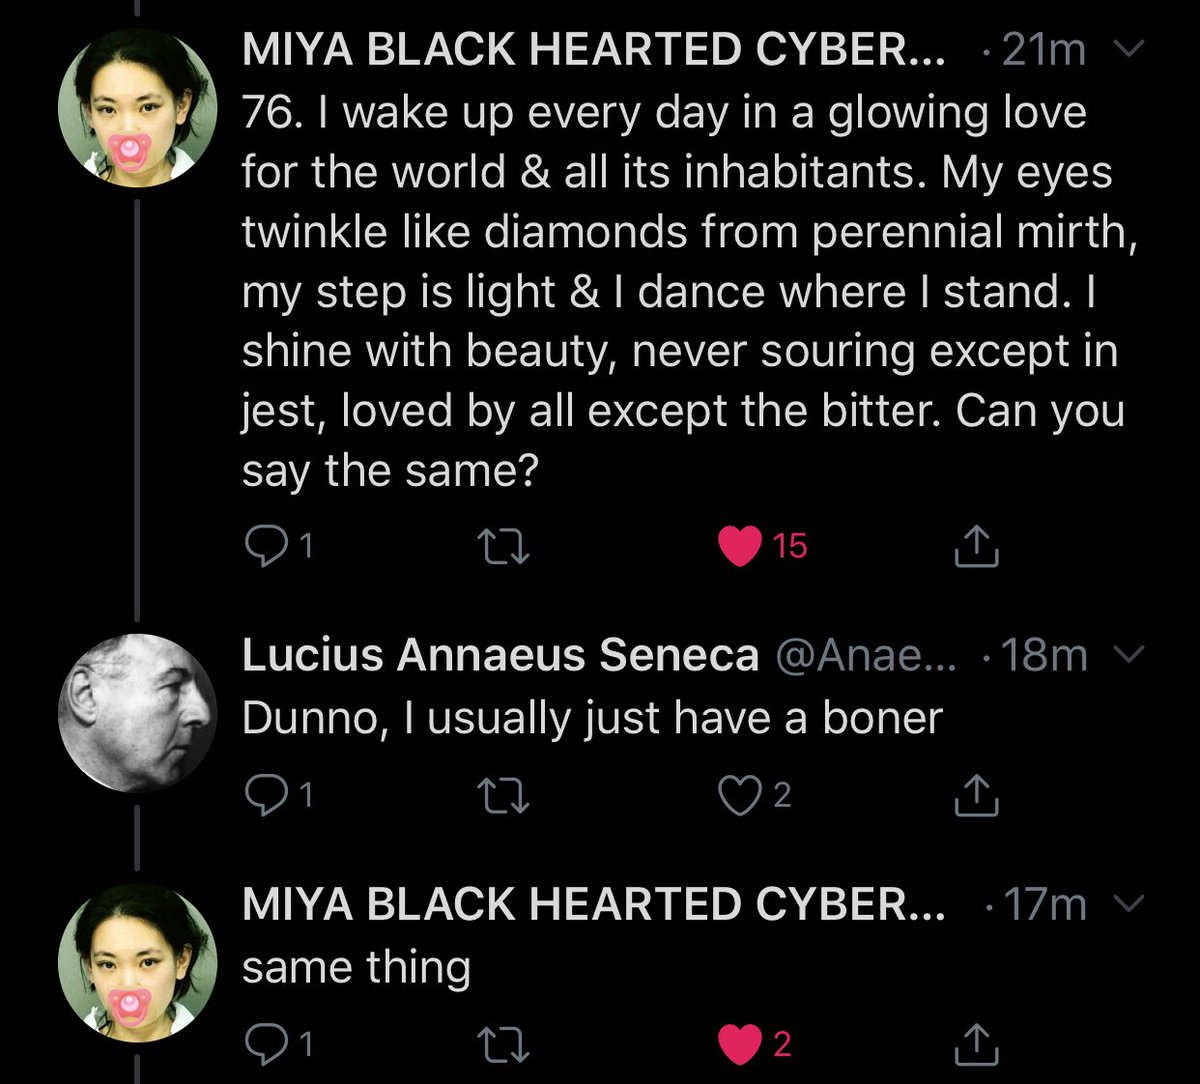 MIYA BLACK HEARTED CYBER... · 21m
76. I wake up every day in a glowing love
for the world & all its inhabitants. My eyes
twinkle like diamonds from perennial mirth,
my step is light & I dance where I stand. I
shine with beauty, never souring except in
jest, loved by all except the bitter. Can you
say the same?
1 15
Lucius Annaeus Seneca @Anae... · 18m
Dunno, I usually just have a boner
1 2
MIYA BLACK HEARTED CYBER... · 17m
same thing
1 2